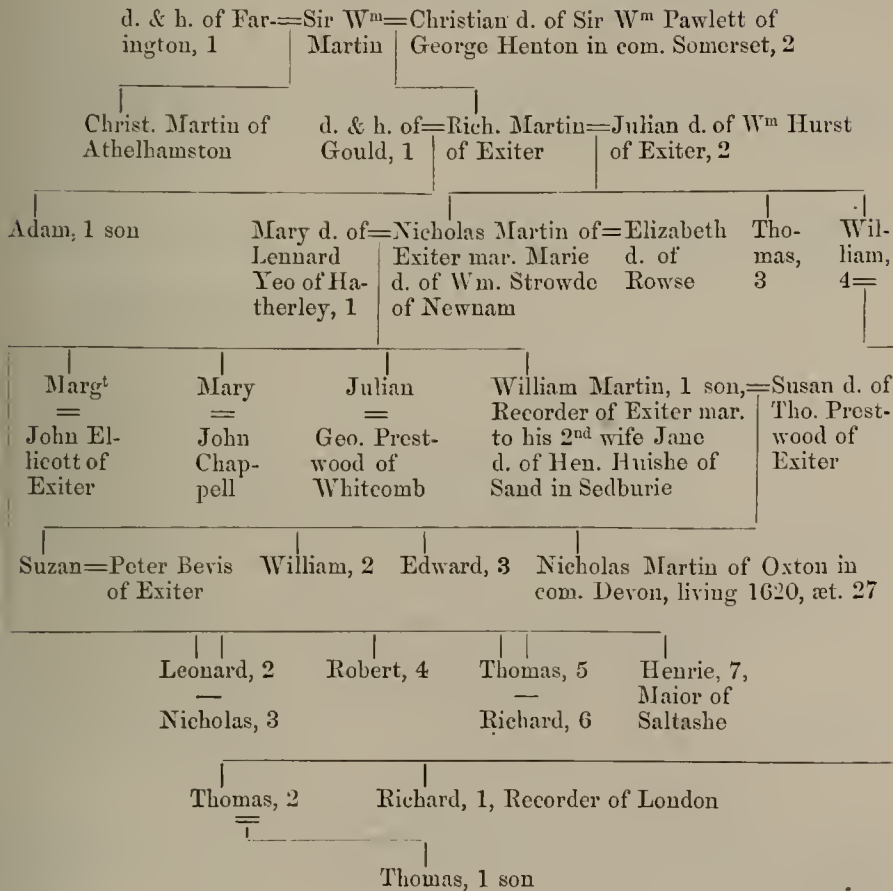 d. & h. of Far-=Sir Wᵐ=Christian d. of Sir Wᵐ Pawlett of
ington, 1 Martin George Henton in com. Somerset, 2
Christ. Martin of d. & h. of=Rich. Martin=Julian d. of Wᵐ Hurst
Athelhamston Gould, 1 of Exiter of Exiter, 2
Adam, 1 son Mary d. of=Nicholas Martin of=Elizabeth Tho- Wil-
Lennard Exiter mar. Marie d. of mas, liam,
Yeo of Ha- d. of Wm. Strowde Rowse 3 4=
therley, 1 of Newnam
Margᵗ Mary Julian William Martin, 1 son,=Susan d. of
= = = Recorder of Exiter mar. Tho. Prest-
John El- John Geo. Prest- to his 2ⁿᵈ wife Jane wood of
licott of Chap- wood of d. of Hen. Huishe of Exiter
Exiter pell Whitcomb Sand in Sedburie
Suzan=Peter Bevis William, 2 Edward, 3 Nicholas Martin of Oxton in
of Exiter com. Devon, living 1620, æt. 27
Leonard, 2 Robert, 4 Thomas, 5 Henrie, 7,
— — Maior of
Nicholas, 3 Richard, 6 Saltashe
Thomas, 2 Richard, 1, Recorder of London
=
Thomas, 1 son